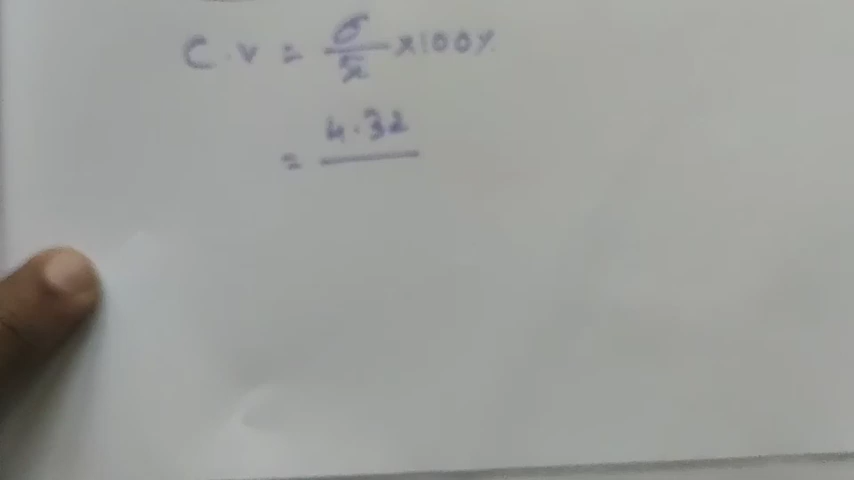 C.V = σ/x̄ ×100%
= 4.32